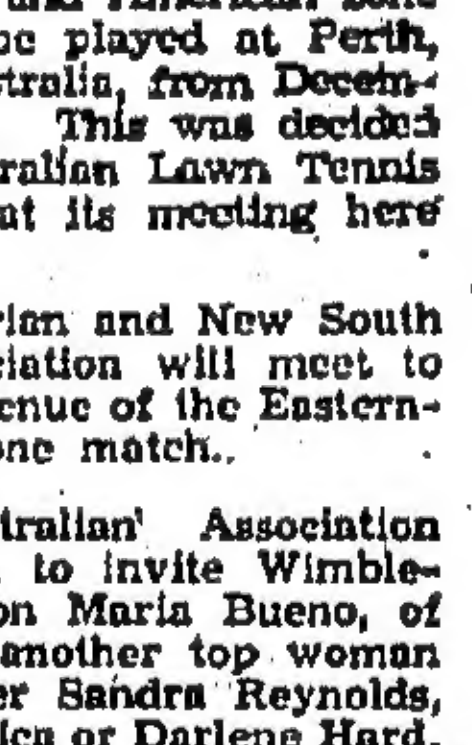 and American Zone
be played at Perth,
tralia, from Decem-
This was decided
ralian Lawn Tennis
at its meeting here
rian and New South
ciation will meet to
enue of the Eastern-
one match.
tralian Association
to invite Wimble-
on Maria Bueno, of
another top woman
er Sandra Reynolds,
ica or Darlene Hard.